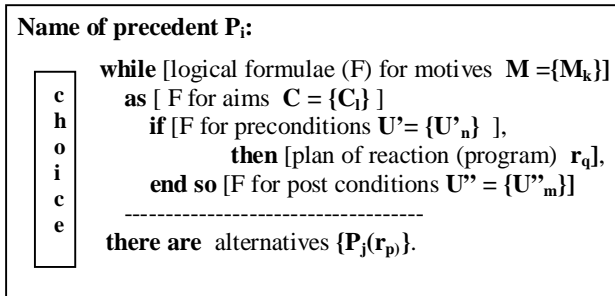 Name of precedent Pi:
choice
while [logical formulae (F) for motives M ={Mk}]
as [ F for aims C = {Cl} ]
if [F for preconditions U'= {U'n} ],
then [plan of reaction (program) rq],
end so [F for post conditions U” = {U”m}]
-----------------------------------
there are alternatives {Pj(rp)}.